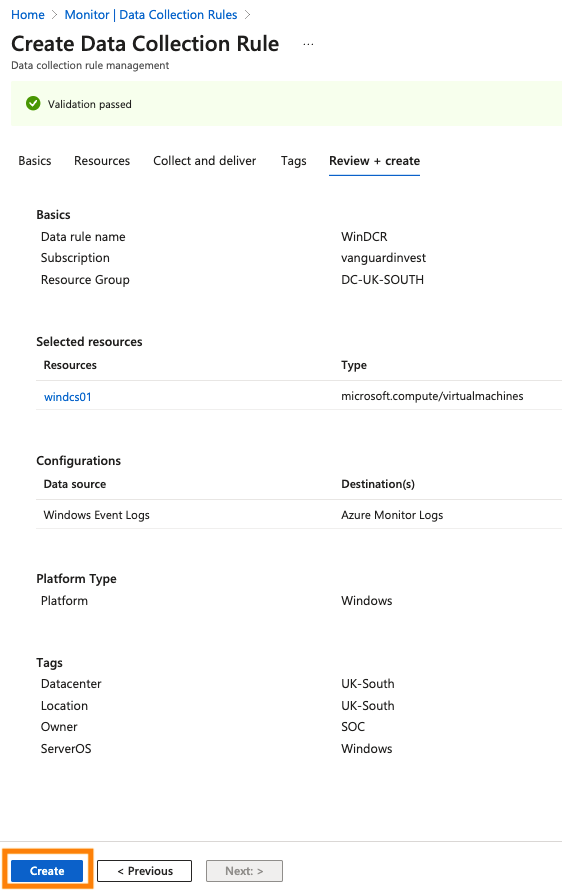 Home > Monitor | Data Collection Rules >
Create Data Collection Rule ...
Data collection rule management
Validation passed
Basics Resources Collect and deliver Tags Review + create
Basics
Data rule name WinDCR
Subscription vanguardinvest
Resource Group DC-UK-SOUTH
Selected resources
Resources Type
windcs01 microsoft.compute/virtualmachines
Configurations
Data source Destination(s)
Windows Event Logs Azure Monitor Logs
Platform Type
Platform Windows
Tags
Datacenter UK-South
Location UK-South
Owner SOC
ServerOS Windows
Create < Previous Next: >